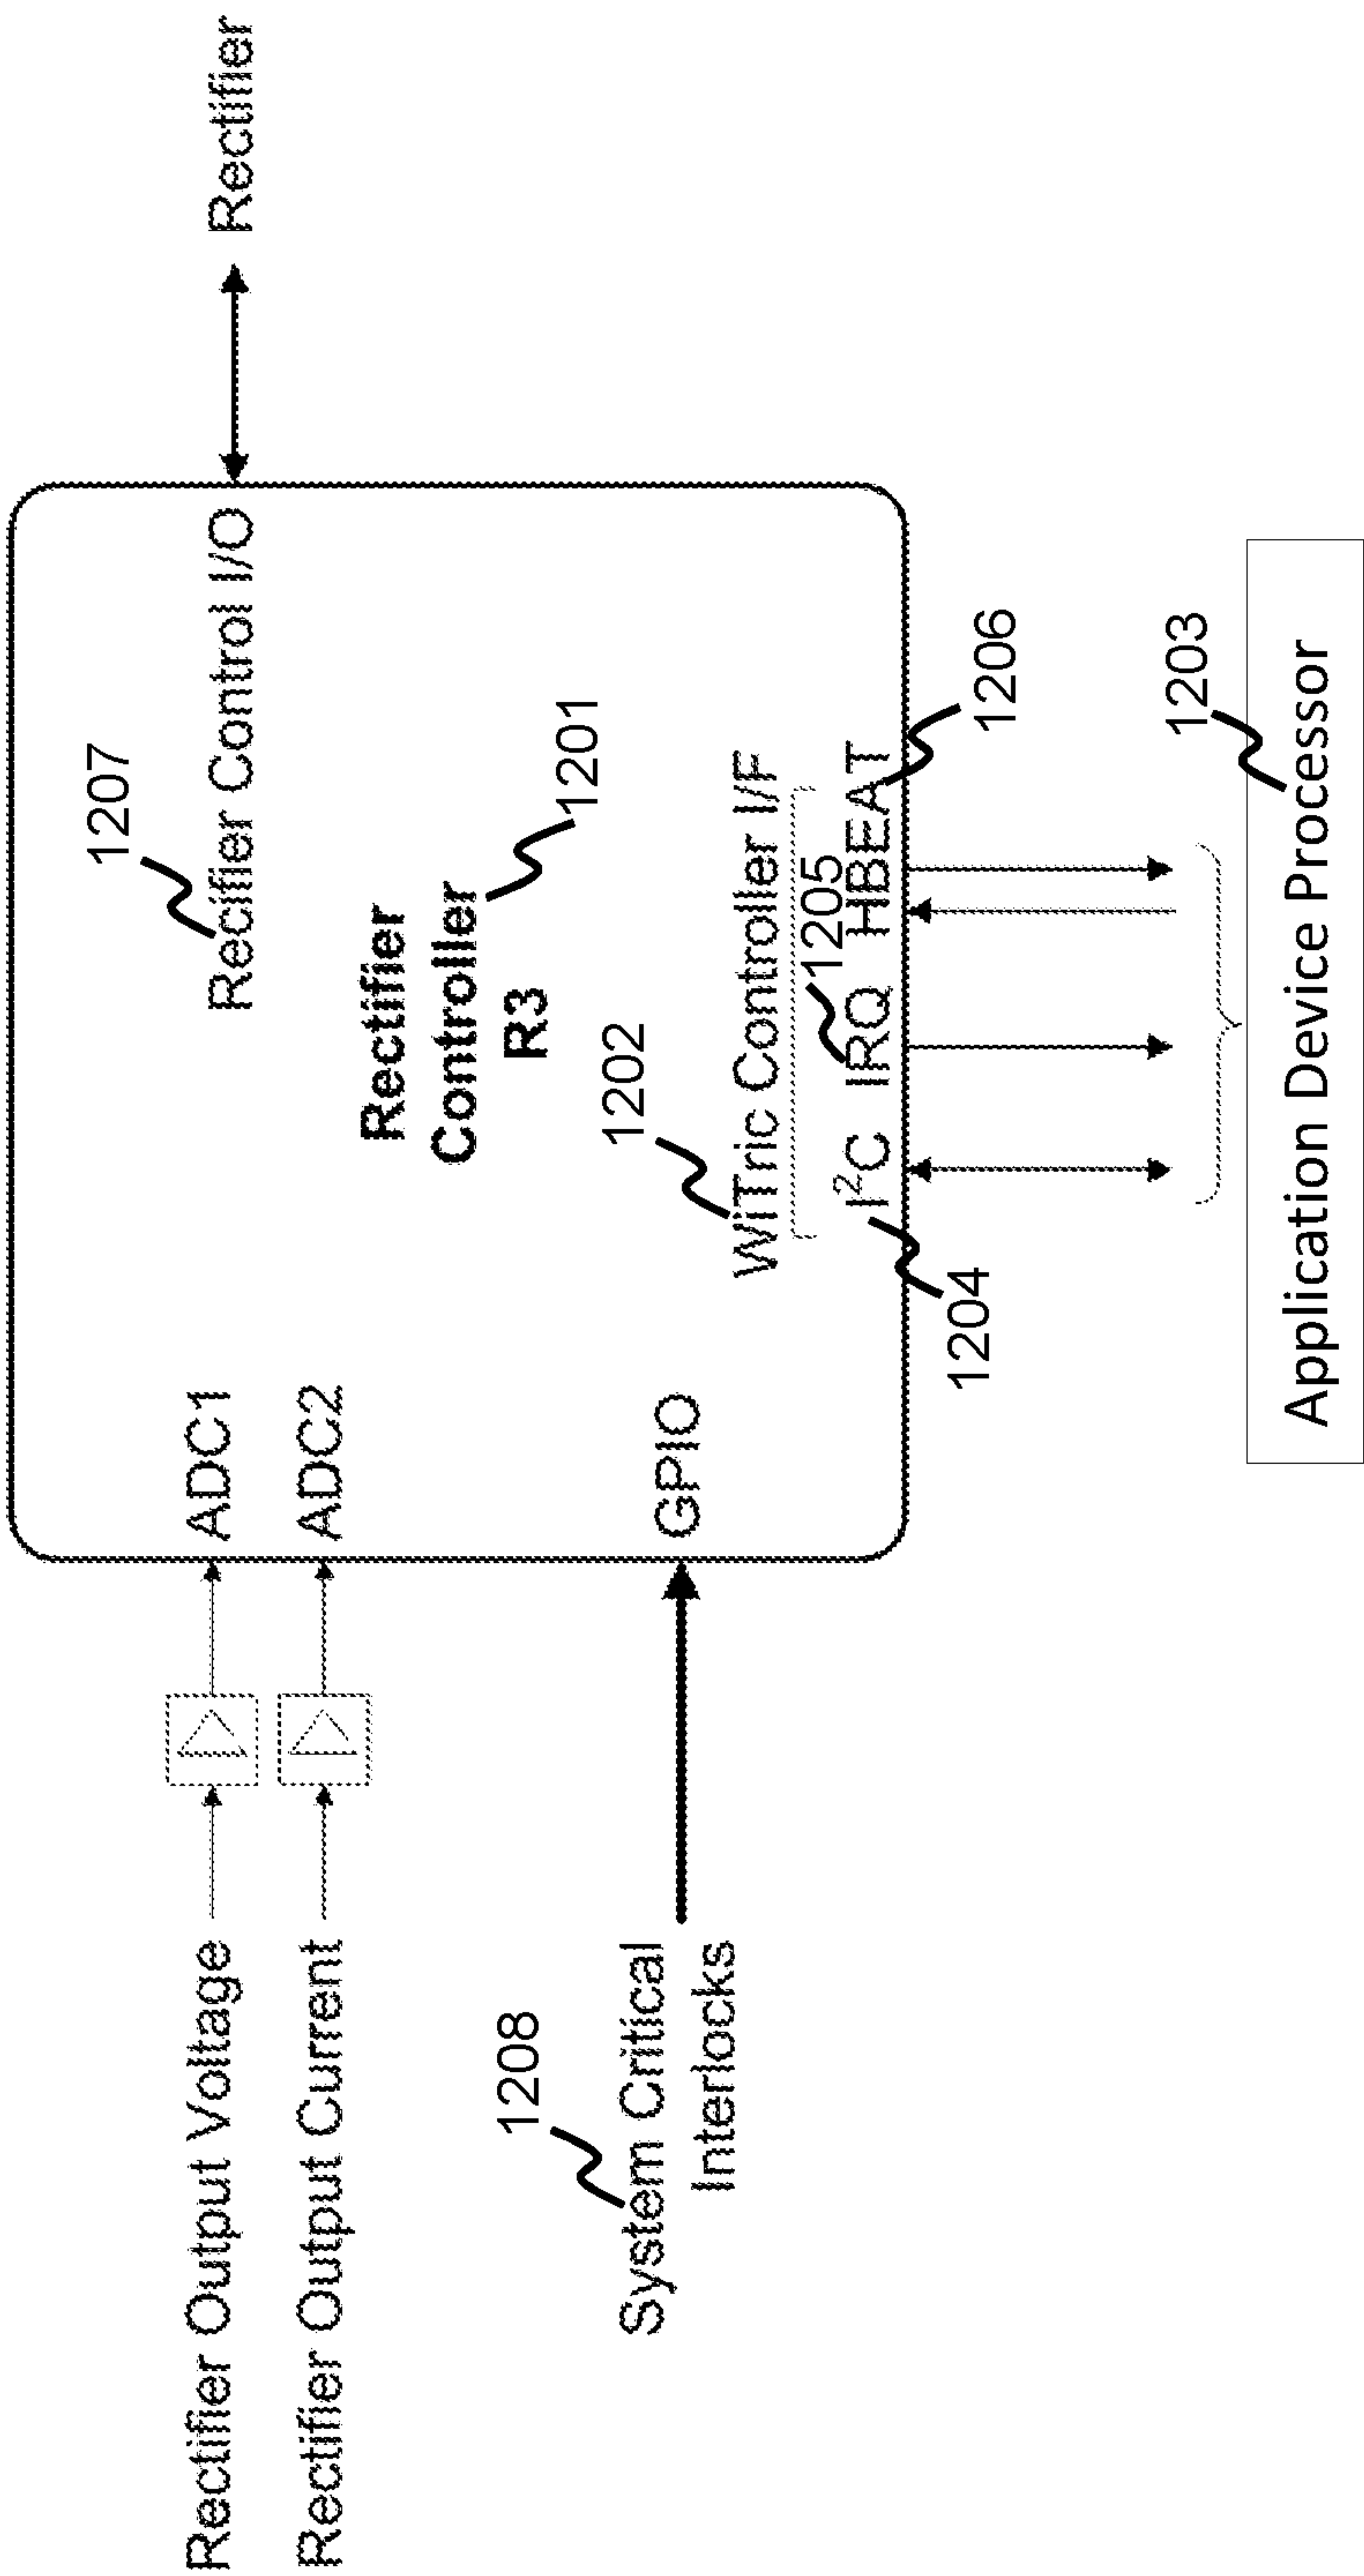 1207
Rectifier Output Voltage
ADC1
Recifier Control I/O
Rectifier
Rectifier Output Current
ADC2
Rectifier
Controller
R3
1201
1208
1202
System Critical
Interlocks
GPIO
WiTric Controller I/F
1205
I²C IRQ HBEAT
1204
1206
1203
Application Device Processor